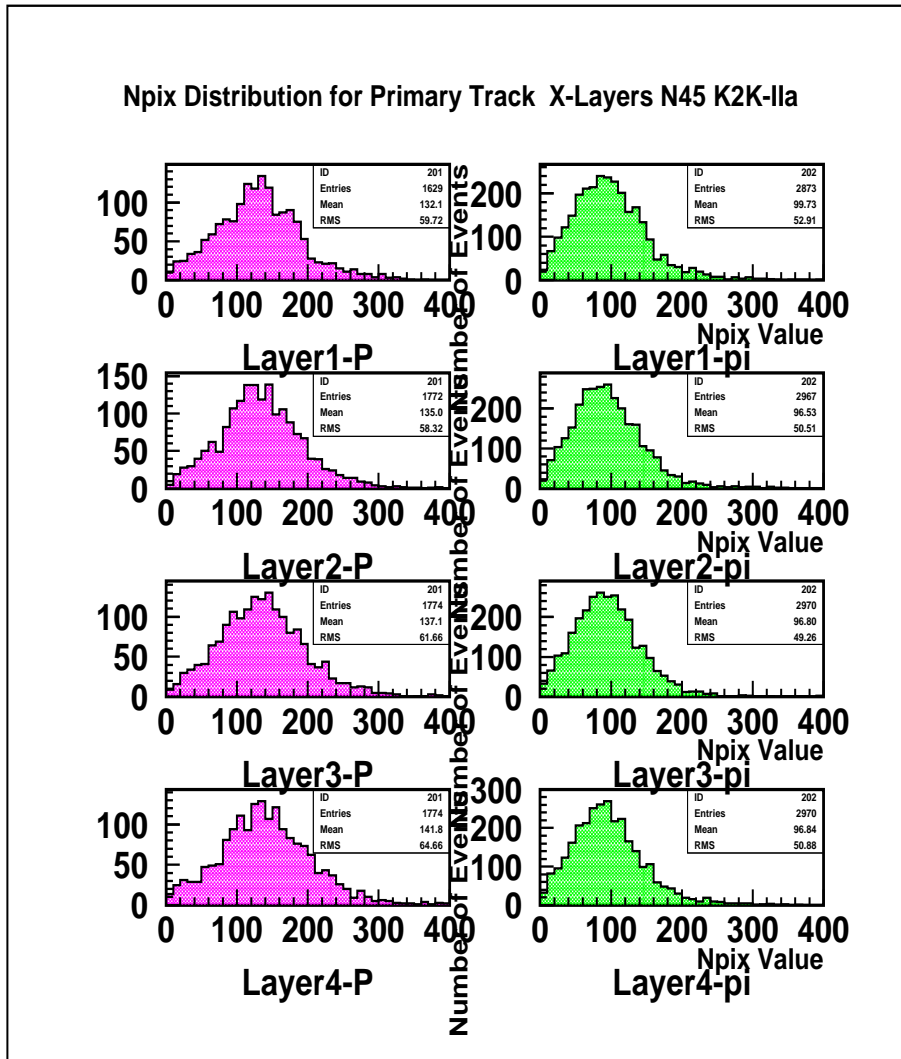 Npix Distribution for Primary Track X-Layers N45 K2K-IIa
ID 201
Entries 1629
Mean 132.1
RMS 59.72
100
50
0
0 100 200 300 400
Layer1-P
Number of Events
ID 202
Entries 2873
Mean 99.73
RMS 52.91
200
100
0
0 100 200 300 400
Npix Value
Layer1-pi
ID 201
Entries 1772
Mean 135.0
RMS 58.32
150
100
50
0
0 100 200 300 400
Layer2-P
Number of Events
ID 202
Entries 2967
Mean 96.53
RMS 50.51
200
100
0
0 100 200 300 400
Npix Value
Layer2-pi
ID 201
Entries 1774
Mean 137.1
RMS 61.66
100
50
0
0 100 200 300 400
Layer3-P
Number of Events
ID 202
Entries 2970
Mean 96.80
RMS 49.26
200
100
0
0 100 200 300 400
Npix Value
Layer3-pi
ID 201
Entries 1774
Mean 141.8
RMS 64.66
100
50
0
0 100 200 300 400
Layer4-P
Number of Events
ID 202
Entries 2970
Mean 96.84
RMS 50.88
300
200
100
0
0 100 200 300 400
Npix Value
Layer4-pi